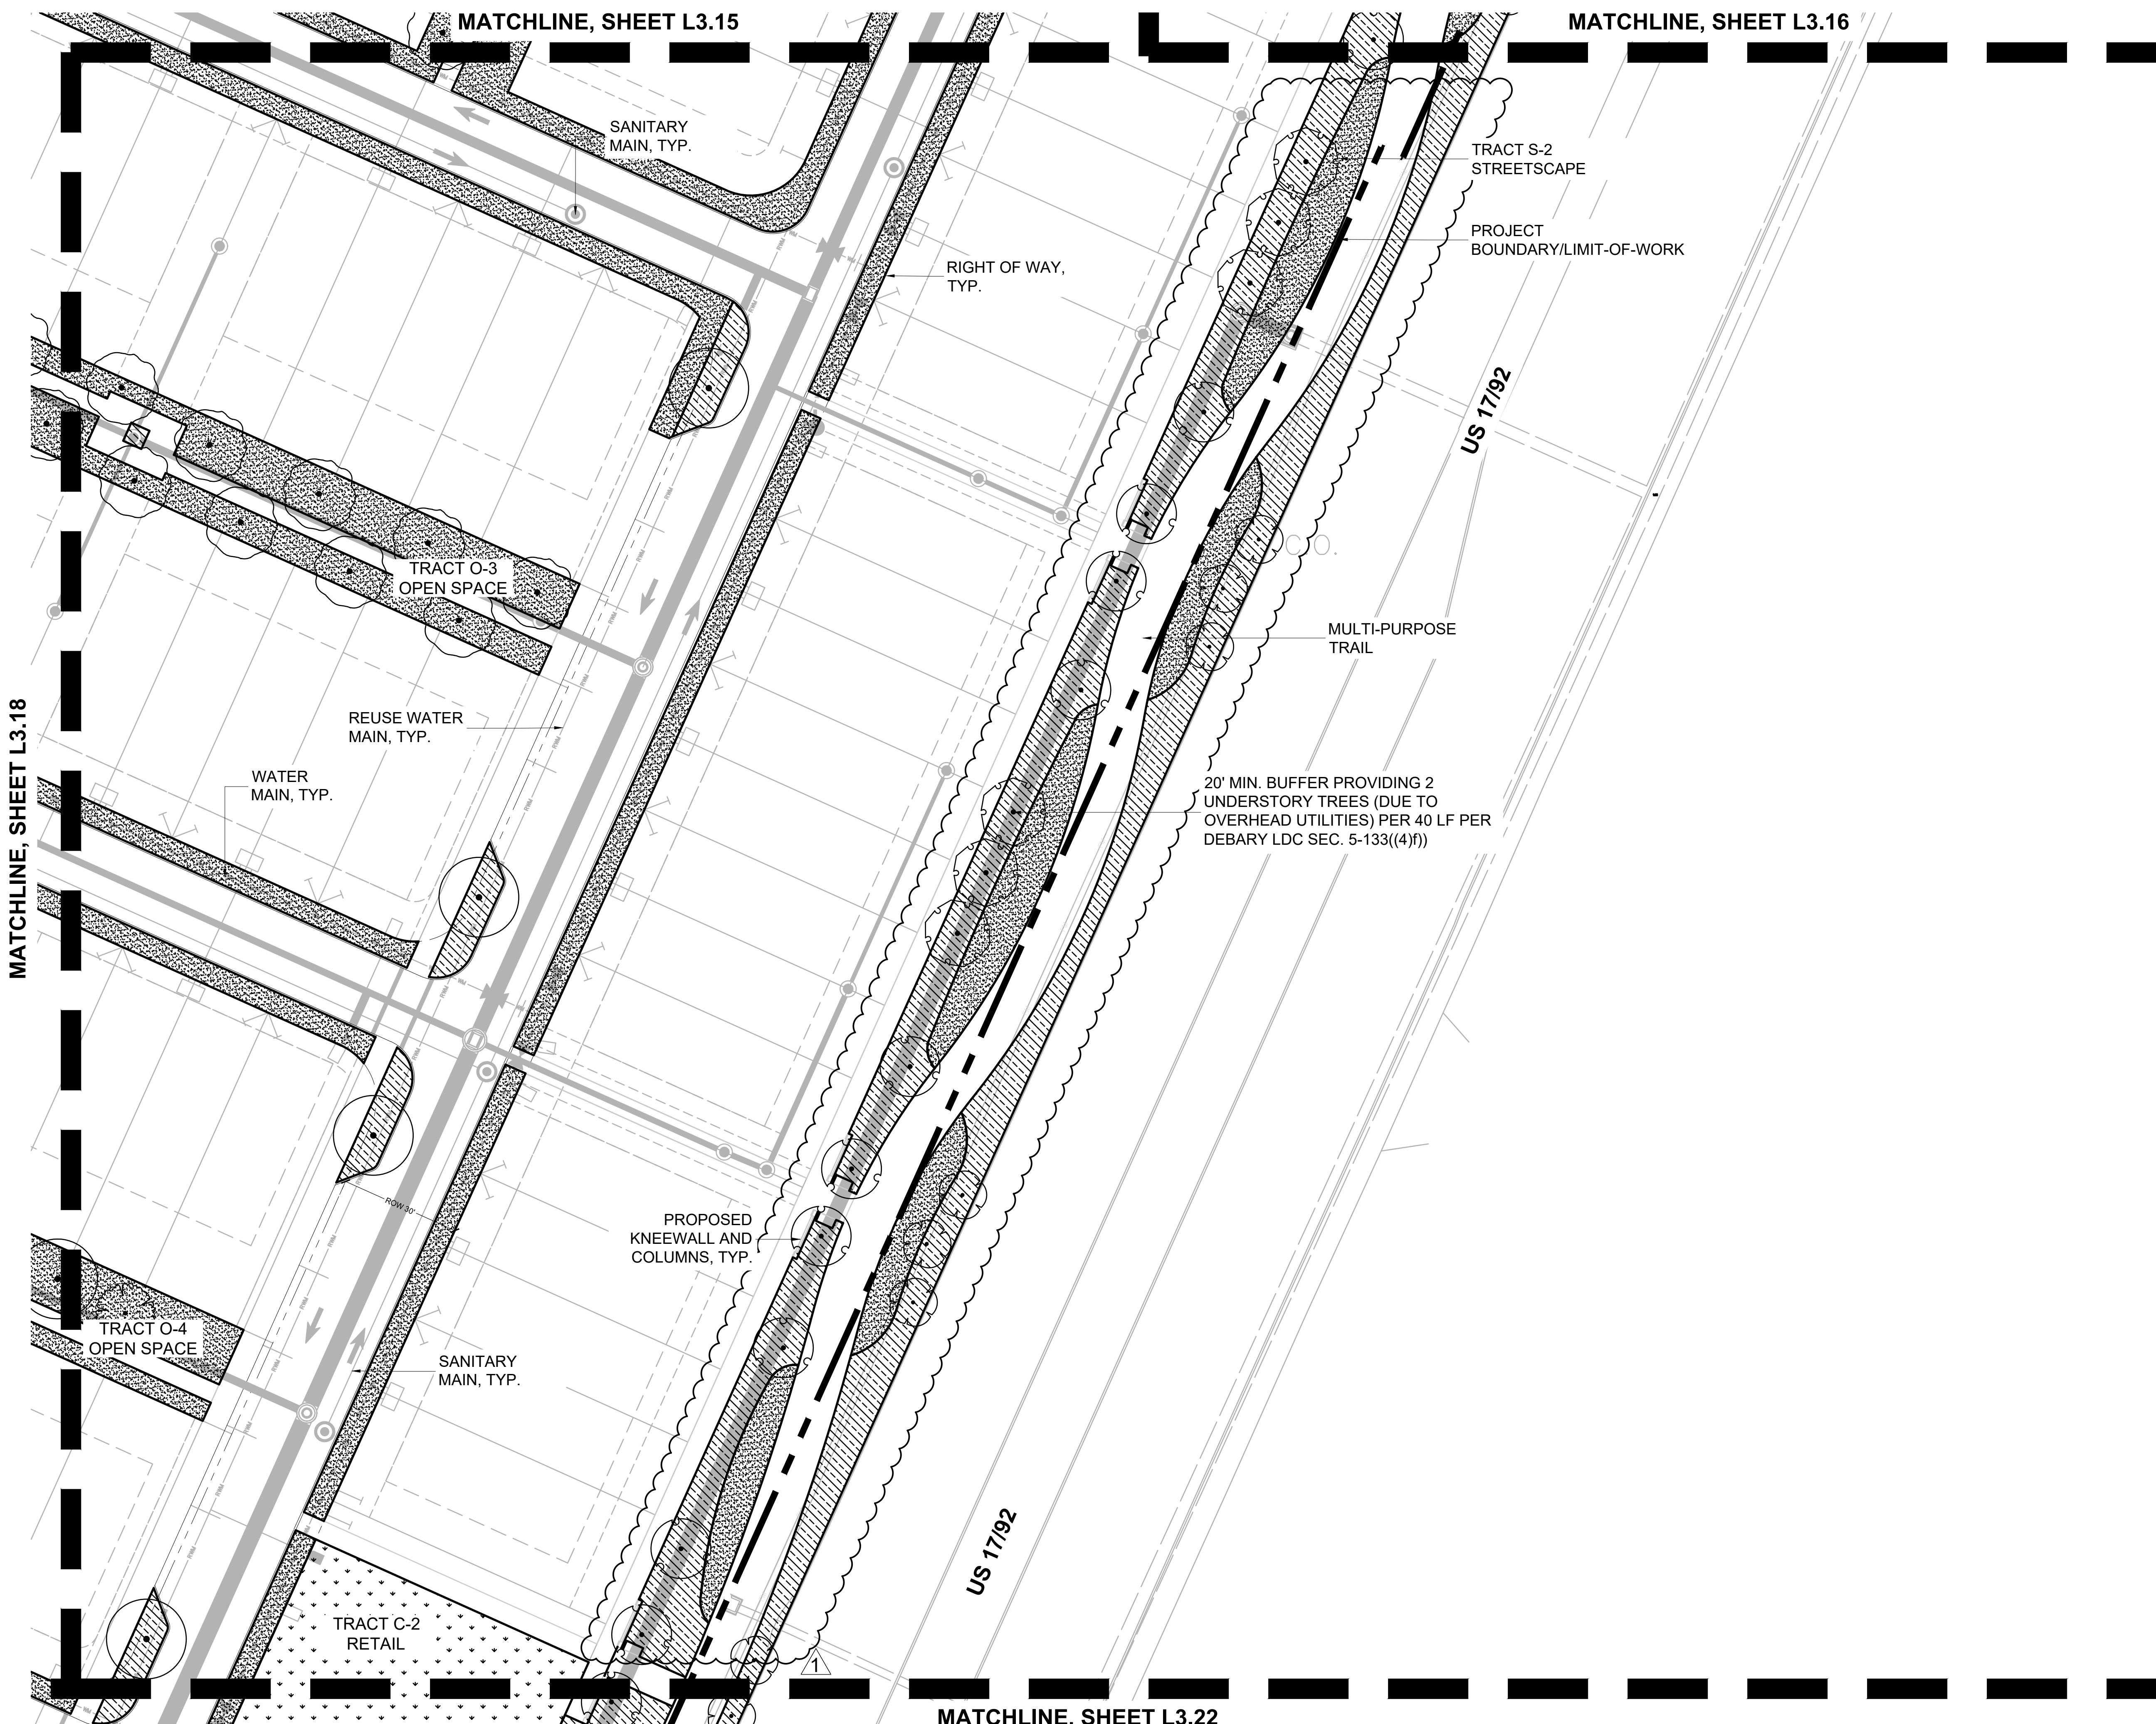 MATCHLINE, SHEET L3.15
MATCHLINE, SHEET L3.16
SANITARY
MAIN, TYP.
TRACT S-2
STREETSCAPE
PROJECT
BOUNDARY/LIMIT-OF-WORK
RIGHT OF WAY,
TYP.
US 17/92
TRACT O-3
OPEN SPACE
MULTI-PURPOSE
TRAIL
REUSE WATER
MAIN, TYP.
WATER
MAIN, TYP.
20' MIN. BUFFER PROVIDING 2
UNDERSTORY TREES (DUE TO
OVERHEAD UTILITIES) PER 40 LF PER
DEBARY LDC SEC. 5-133((4)f))
MATCHLINE, SHEET L3.18
ROW 30'
PROPOSED
KNEEWALL AND
COLUMNS, TYP.
TRACT O-4
OPEN SPACE
SANITARY
MAIN, TYP.
US 17/92
TRACT C-2
RETAIL
1
MATCHLINE, SHEET L3.22